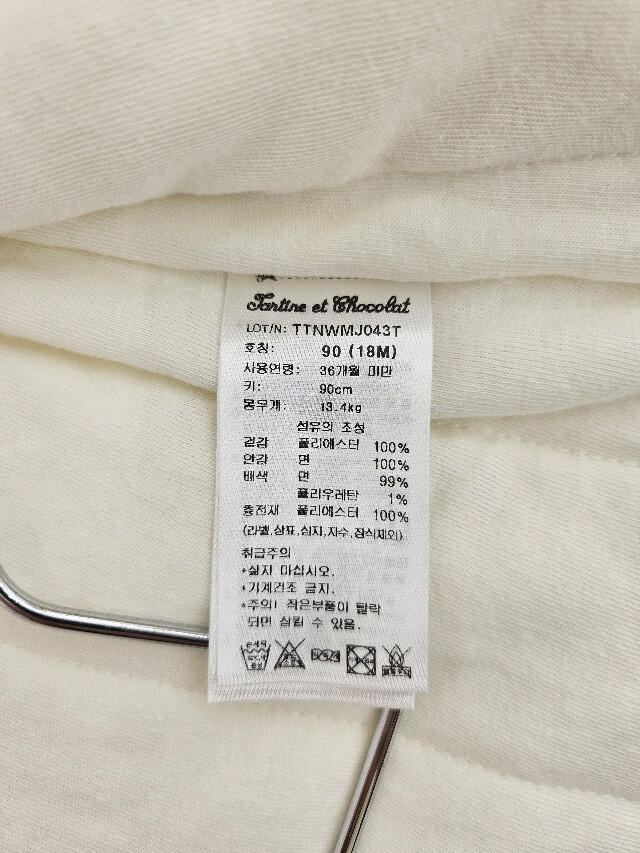 Tartine et Chocolat
LOT/N: TTNWMJ043T
호칭: 90 (18M)
사용연령: 36개월 미만
키: 90cm
몸무게: 13.4kg
섬유의 조성
겉감 폴리에스터 100%
안감 면 100%
배색 면 99%
폴리우레탄 1%
충전재 폴리에스터 100%
(라벨,상표,심지,자수,장식제외)
취급주의
*삶지 마십시오.
*기계건조 금지.
*주의! 작은부품이 탈락
되면 삼킬 수 있음.